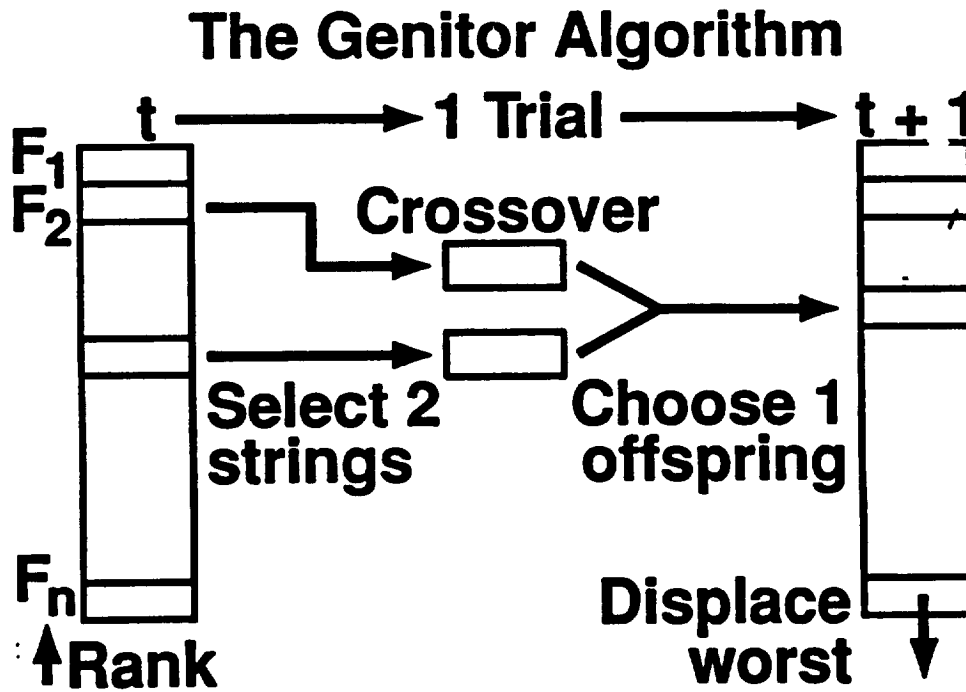 The Genitor Algorithm
t 1 Trial t + 1
F1
F2
Crossover
Select 2
strings
Choose 1
offspring
Fn
Rank
Displace
worst